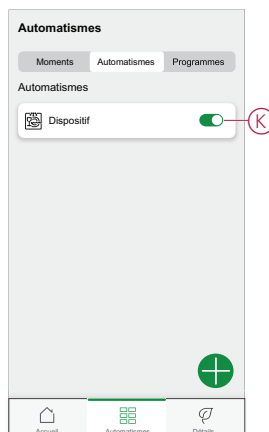 Automatismes
Moments Automatismes Programmes
Automatismes
Dispositif
K
Accueil Automatismes Détails